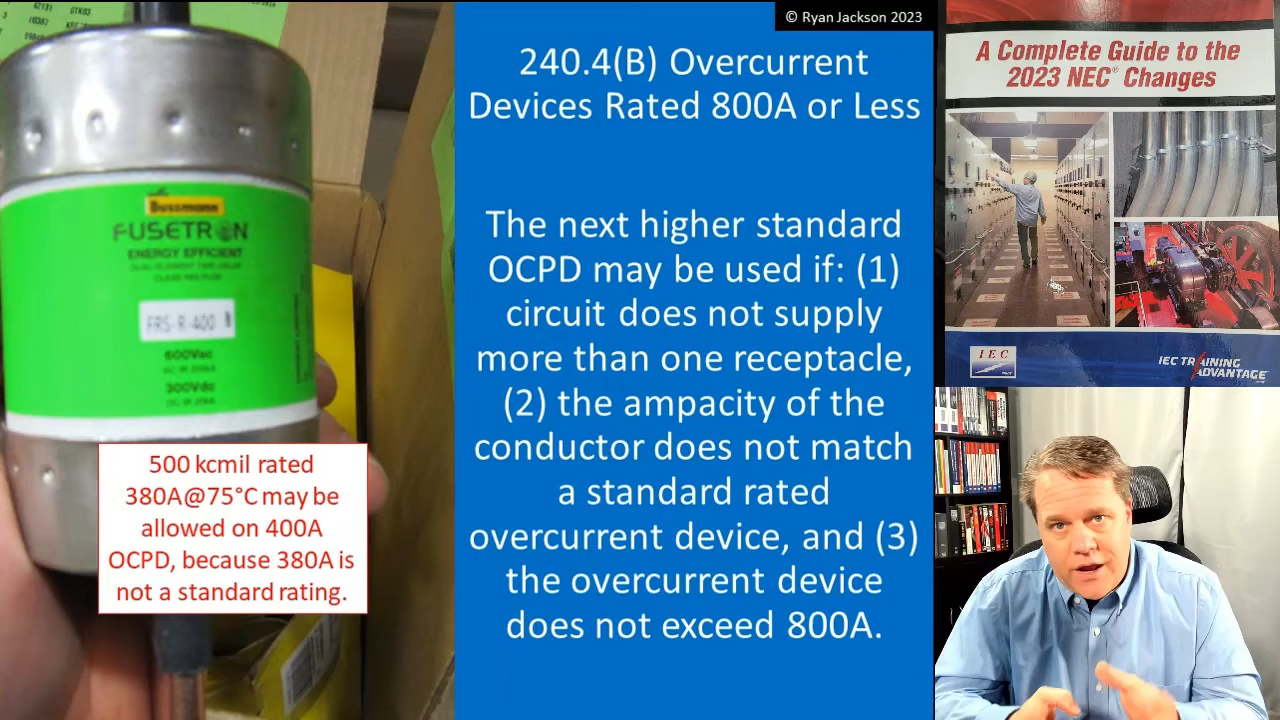 © Ryan Jackson 2023
240.4(B) Overcurrent
Devices Rated 800A or Less
The next higher standard
OCPD may be used if: (1)
circuit does not supply
more than one receptacle,
(2) the ampacity of the
conductor does not match
a standard rated
overcurrent device, and (3)
the overcurrent device
does not exceed 800A.
Bussmann
FUSETRON
ENERGY EFFICIENT
DUAL-ELEMENT TIME-DELAY
FRS-R-400
600Vac
300Vdc
500 kcmil rated
380A@75°C may be
allowed on 400A
OCPD, because 380A is
not a standard rating.
A Complete Guide to the
2023 NEC® Changes
IEC
IEC TRAINING
ADVANTAGE